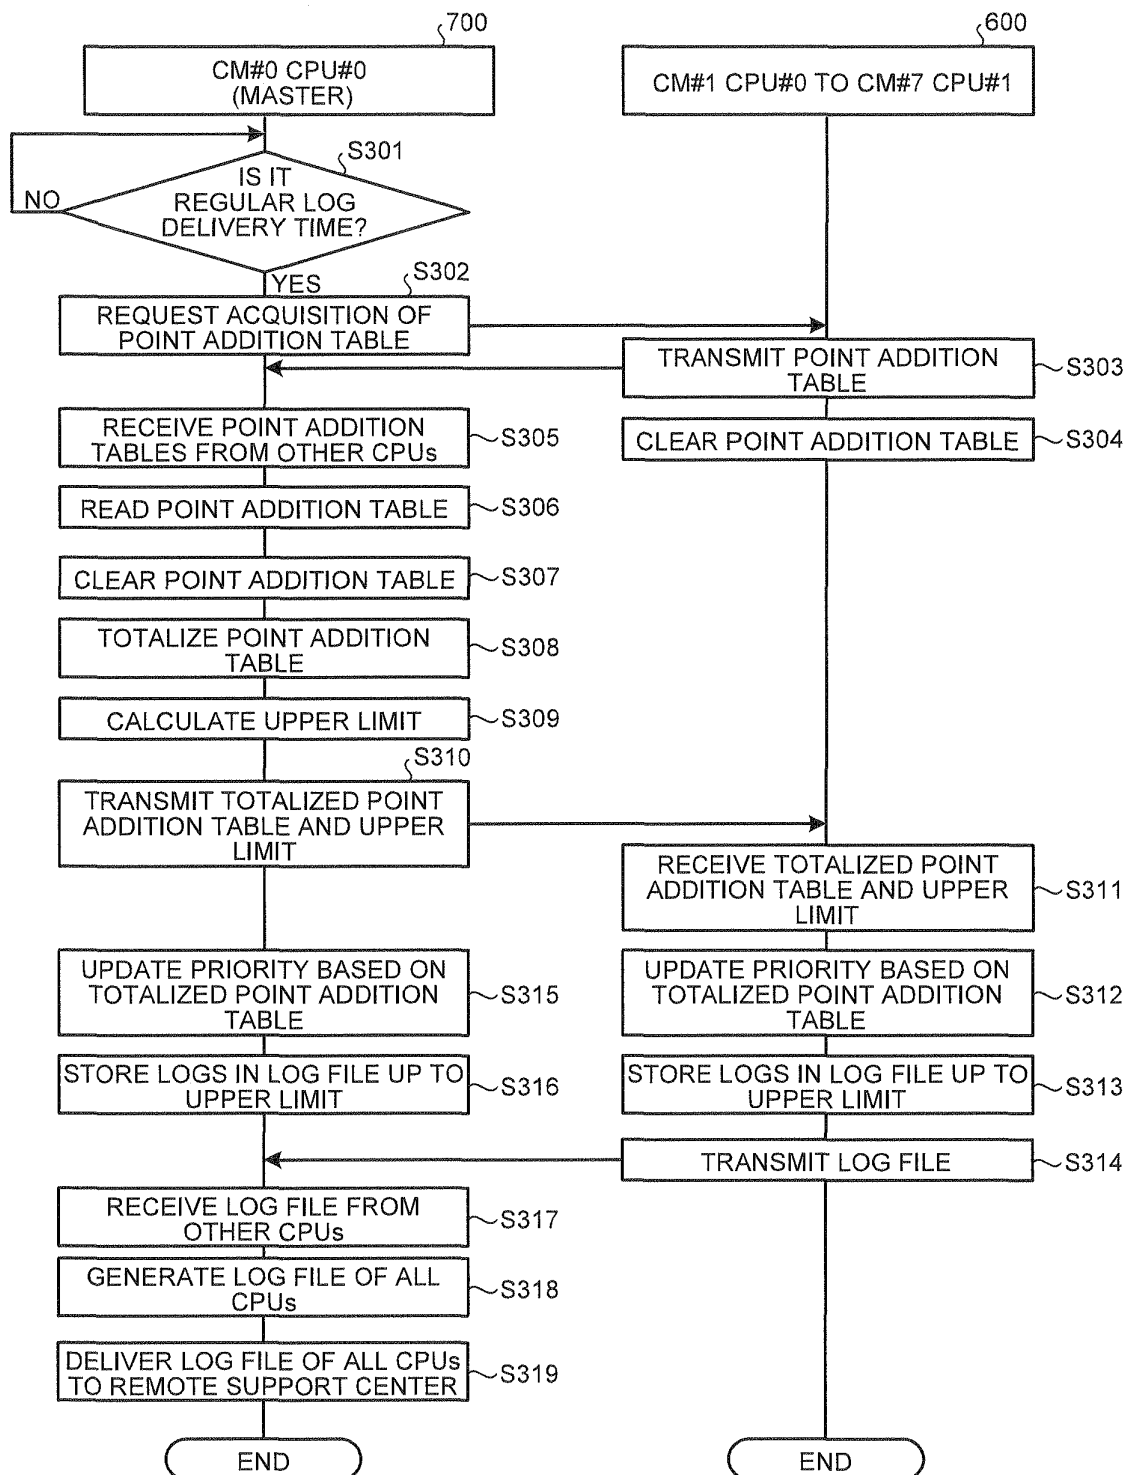 700
600
CM#0 CPU#0
(MASTER)
CM#1 CPU#0 TO CM#7 CPU#1
S301
IS IT
REGULAR LOG
DELIVERY TIME?
NO
YES
S302
REQUEST ACQUISITION OF
POINT ADDITION TABLE
TRANSMIT POINT ADDITION
TABLE
S303
RECEIVE POINT ADDITION
TABLES FROM OTHER CPUs
S305
CLEAR POINT ADDITION TABLE
S304
READ POINT ADDITION TABLE
S306
CLEAR POINT ADDITION TABLE
S307
TOTALIZE POINT ADDITION
TABLE
S308
CALCULATE UPPER LIMIT
S309
S310
TRANSMIT TOTALIZED POINT
ADDITION TABLE AND UPPER
LIMIT
RECEIVE TOTALIZED POINT
ADDITION TABLE AND UPPER
LIMIT
S311
UPDATE PRIORITY BASED ON
TOTALIZED POINT ADDITION
TABLE
S315
UPDATE PRIORITY BASED ON
TOTALIZED POINT ADDITION
TABLE
S312
STORE LOGS IN LOG FILE UP TO
UPPER LIMIT
S316
STORE LOGS IN LOG FILE UP TO
UPPER LIMIT
S313
TRANSMIT LOG FILE
S314
RECEIVE LOG FILE FROM
OTHER CPUs
S317
GENERATE LOG FILE OF ALL
CPUs
S318
DELIVER LOG FILE OF ALL CPUs
TO REMOTE SUPPORT CENTER
S319
END
END